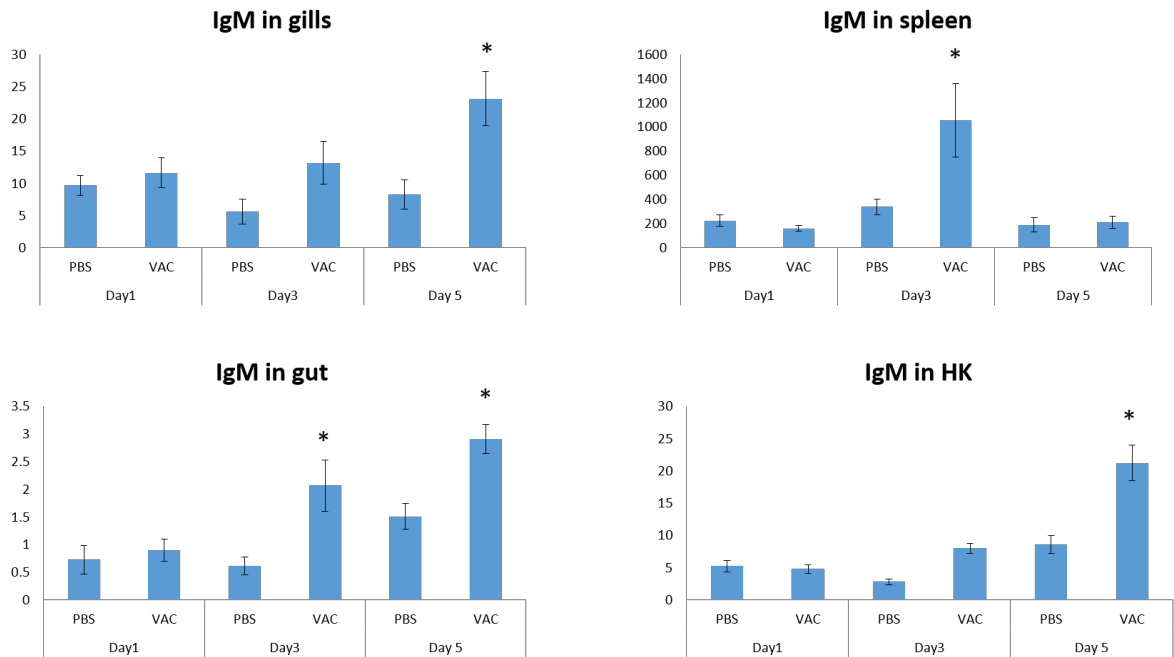 IgM in gills
*
30
25
20
15
10
5
0
PBS VAC PBS VAC PBS VAC
Day1 Day3 Day 5
IgM in spleen
*
1600
1400
1200
1000
800
600
400
200
0
PBS VAC PBS VAC PBS VAC
Day1 Day3 Day 5
IgM in gut
* *
3.5
3
2.5
2
1.5
1
0.5
0
PBS VAC PBS VAC PBS VAC
Day1 Day3 Day 5
IgM in HK
*
30
25
20
15
10
5
0
PBS VAC PBS VAC PBS VAC
Day1 Day3 Day 5